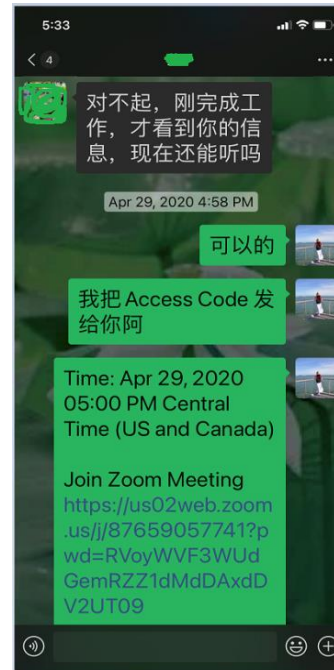 5:33
4
对不起，刚完成工
作，才看到你的信
息，现在还能听吗
Apr 29, 2020 4:58 PM
可以的
我把 Access Code 发
给你阿
Time: Apr 29, 2020
05:00 PM Central
Time (US and Canada)
Join Zoom Meeting
https://us02web.zoom
.us/j/87659057741?p
wd=RVoyWVF3WUd
GemRZZ1dMdDAxdD
V2UT09